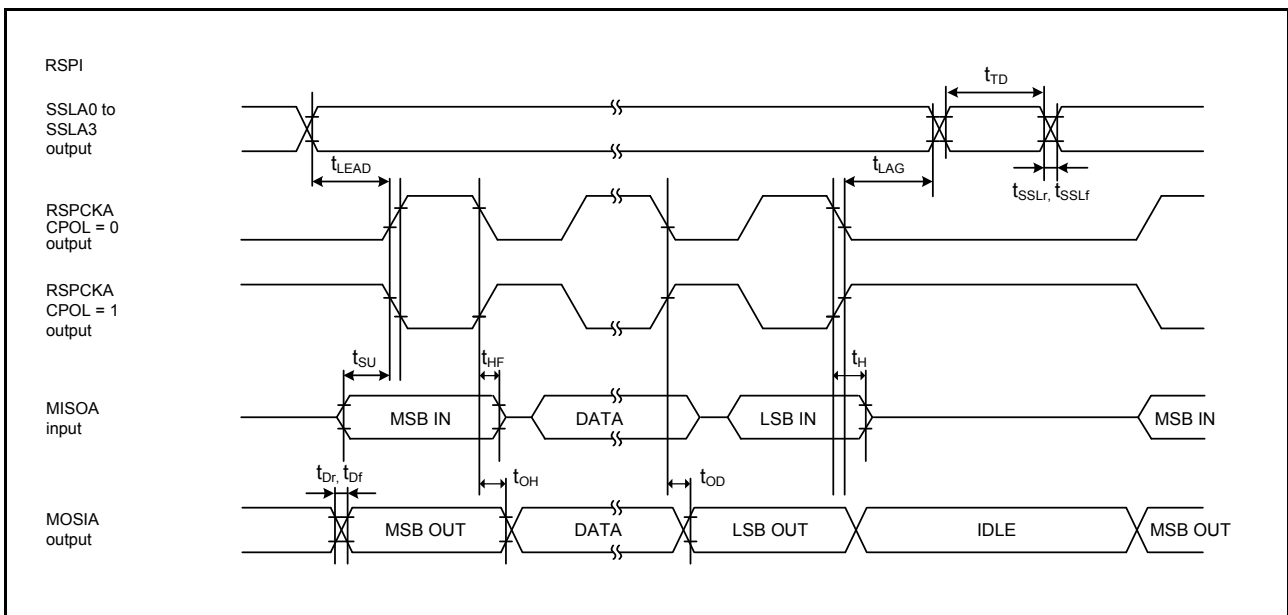 RSPI
SSLA0 to
SSLA3
output
tTD
tLEAD
tLAG
tSSLr, tSSLf
RSPCKA
CPOL = 0
output
RSPCKA
CPOL = 1
output
tSU
tHF
tH
MISOA
input
MSB IN
DATA
LSB IN
MSB IN
tDr, tDf
tOH
tOD
MOSIA
output
MSB OUT
DATA
LSB OUT
IDLE
MSB OUT